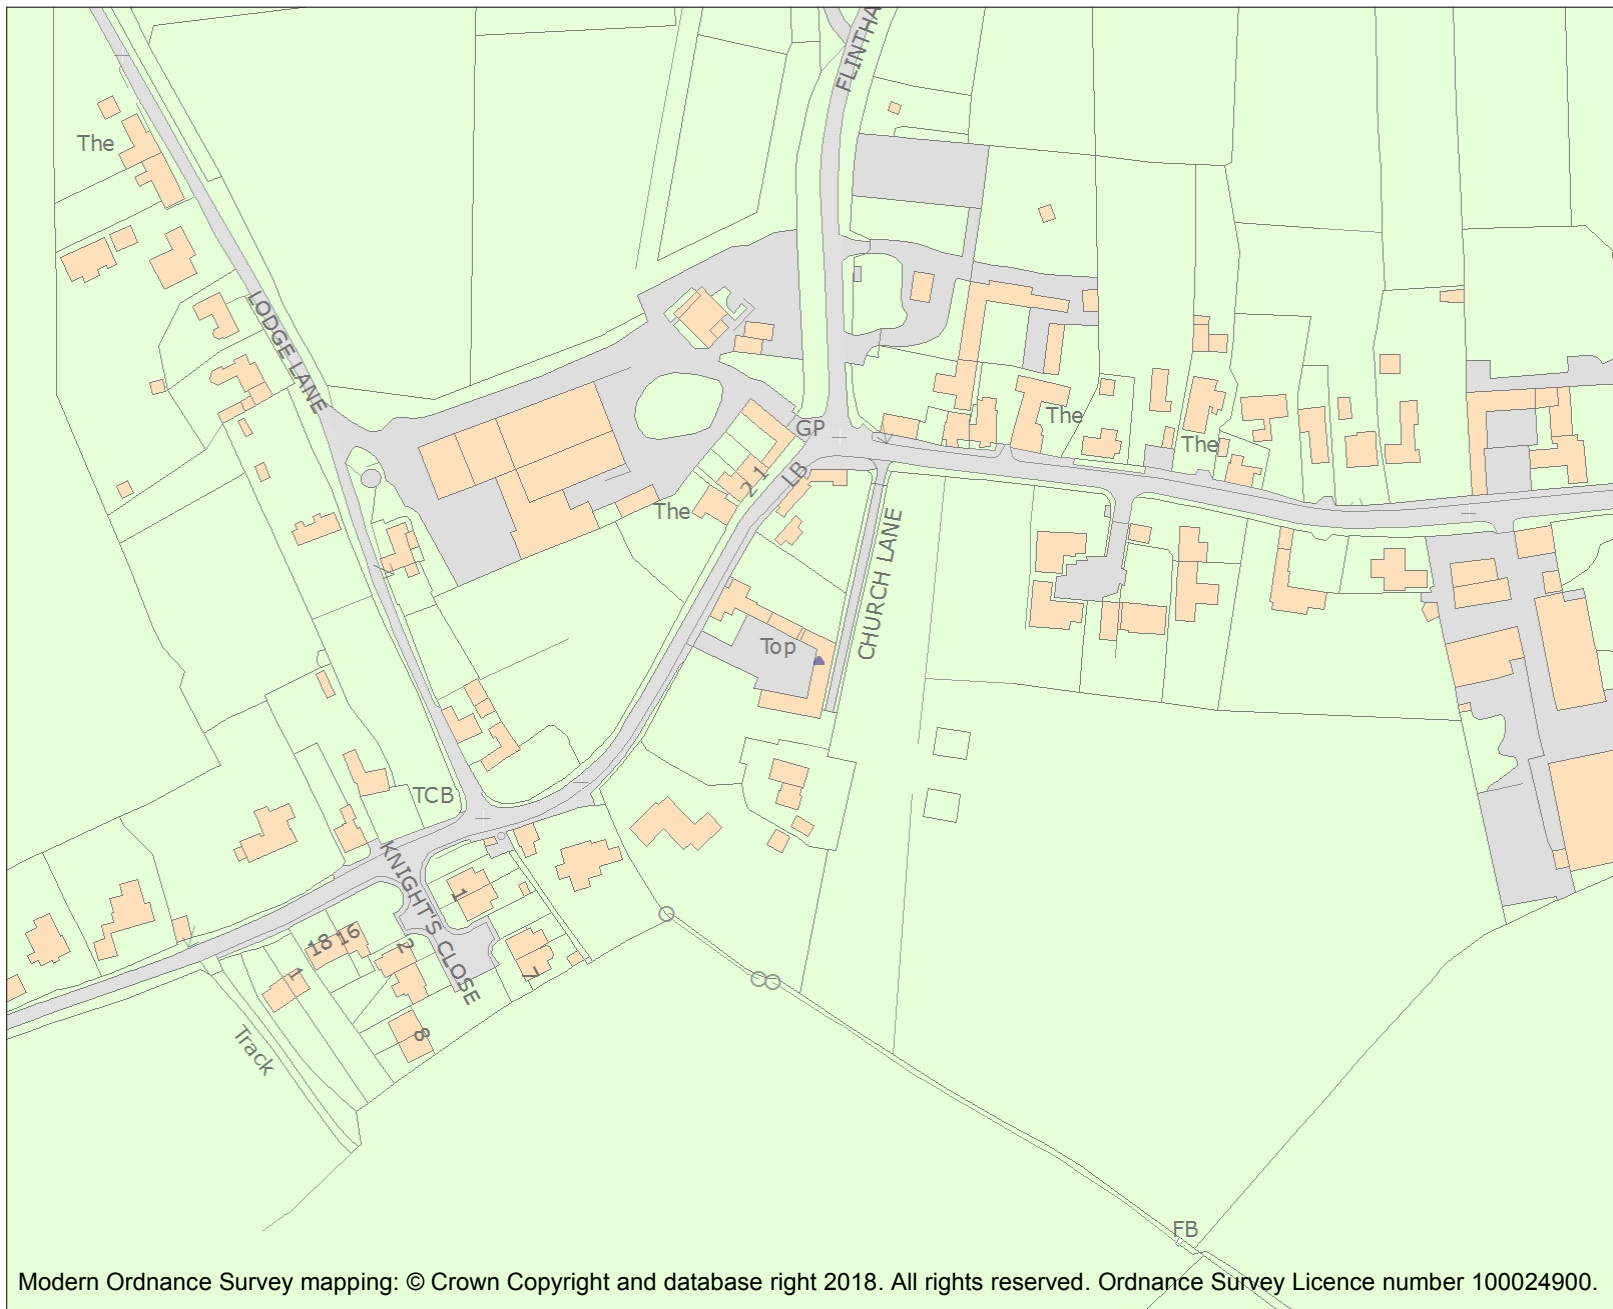 FLINTHA
The
LODGE LANE
The
The
GP
LB
2 1
The
CHURCH LANE
Top
TCB
KNIGHT'S CLOSE
1
18 16
2
7
1
8
Track
FB
Modern Ordnance Survey mapping: © Crown Copyright and database right 2018. All rights reserved. Ordnance Survey Licence number 100024900.